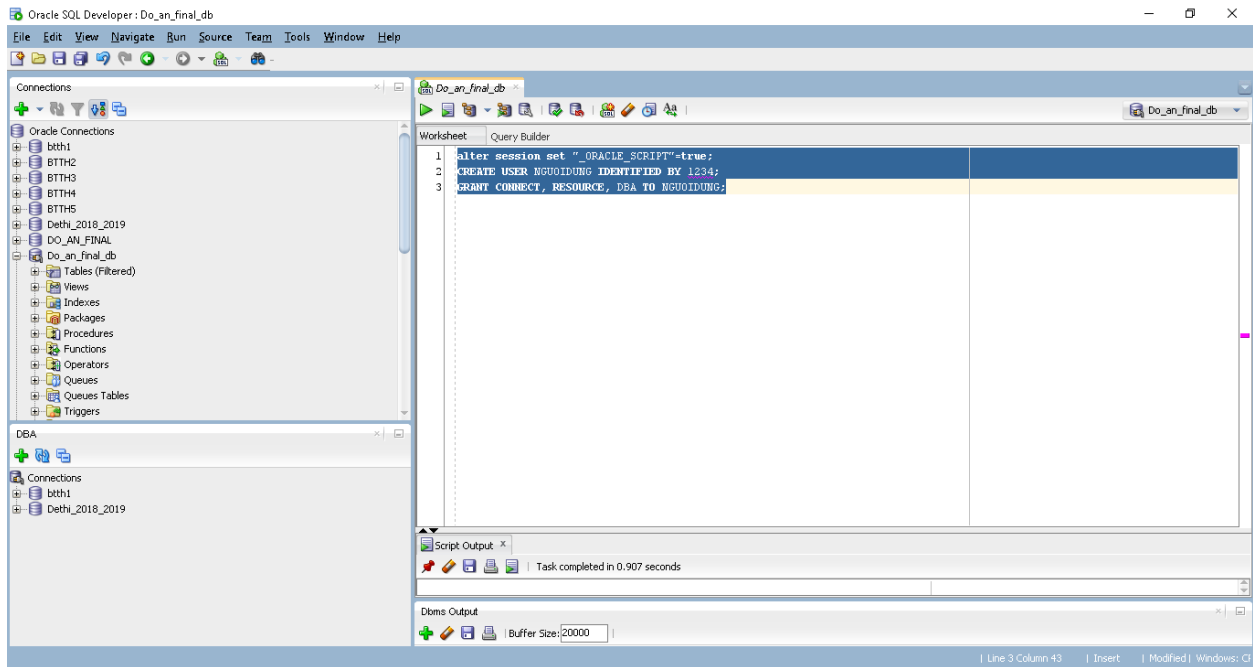 Oracle SQL Developer : Do_an_final_db
File Edit View Navigate Run Source Team Tools Window Help
Connections
Oracle Connections
btth1
BTTH2
BTTH3
BTTH4
BTTH5
Dethi_2018_2019
DO_AN_FINAL
Do_an_final_db
Tables (Filtered)
Views
Indexes
Packages
Procedures
Functions
Operators
Queues
Queues Tables
Triggers
DBA
Connections
btth1
Dethi_2018_2019
Do_an_final_db
Do_an_final_db
Worksheet Query Builder
1 alter session set "_ORACLE_SCRIPT"=true;
2 CREATE USER NGUOIDUNG IDENTIFIED BY 1234;
3 GRANT CONNECT, RESOURCE, DBA TO NGUOIDUNG;
Script Output
Task completed in 0.907 seconds
Dbms Output
Buffer Size: 20000
| Line 3 Column 43 | Insert | Modified | Windows: C